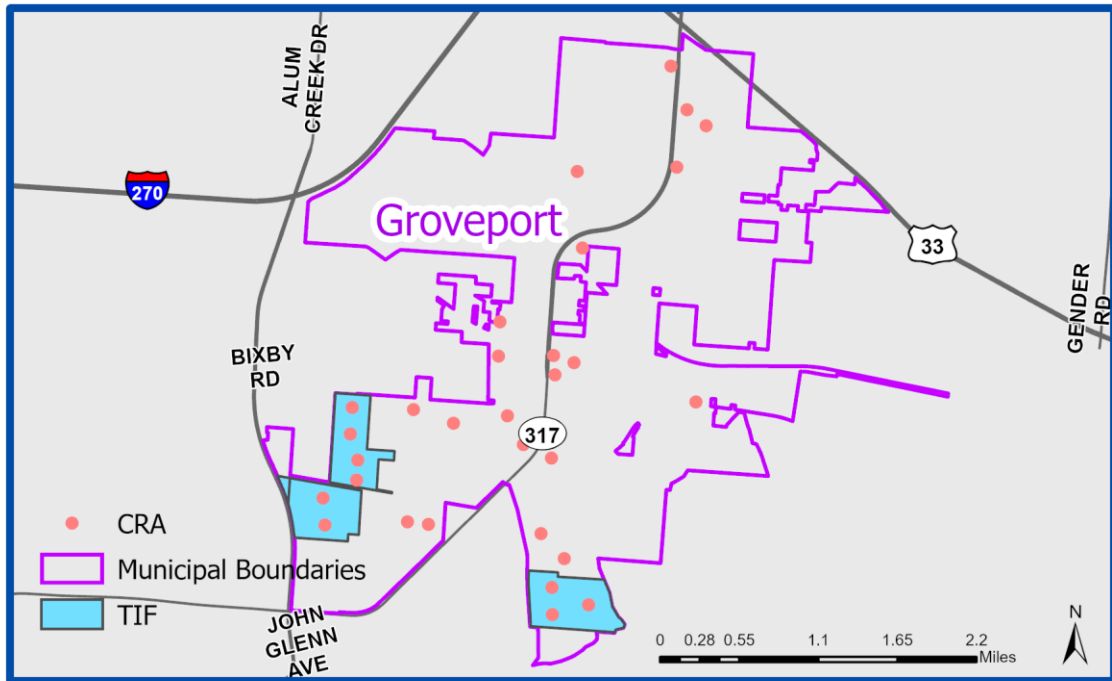 ALUM
CREEK DR
270
Groveport
33
GENDER
RD
BIXBY
RD
317
CRA
Municipal Boundaries
TIF
JOHN
GLENN
AVE
0 0.28 0.55 1.1 1.65 2.2
Miles
N